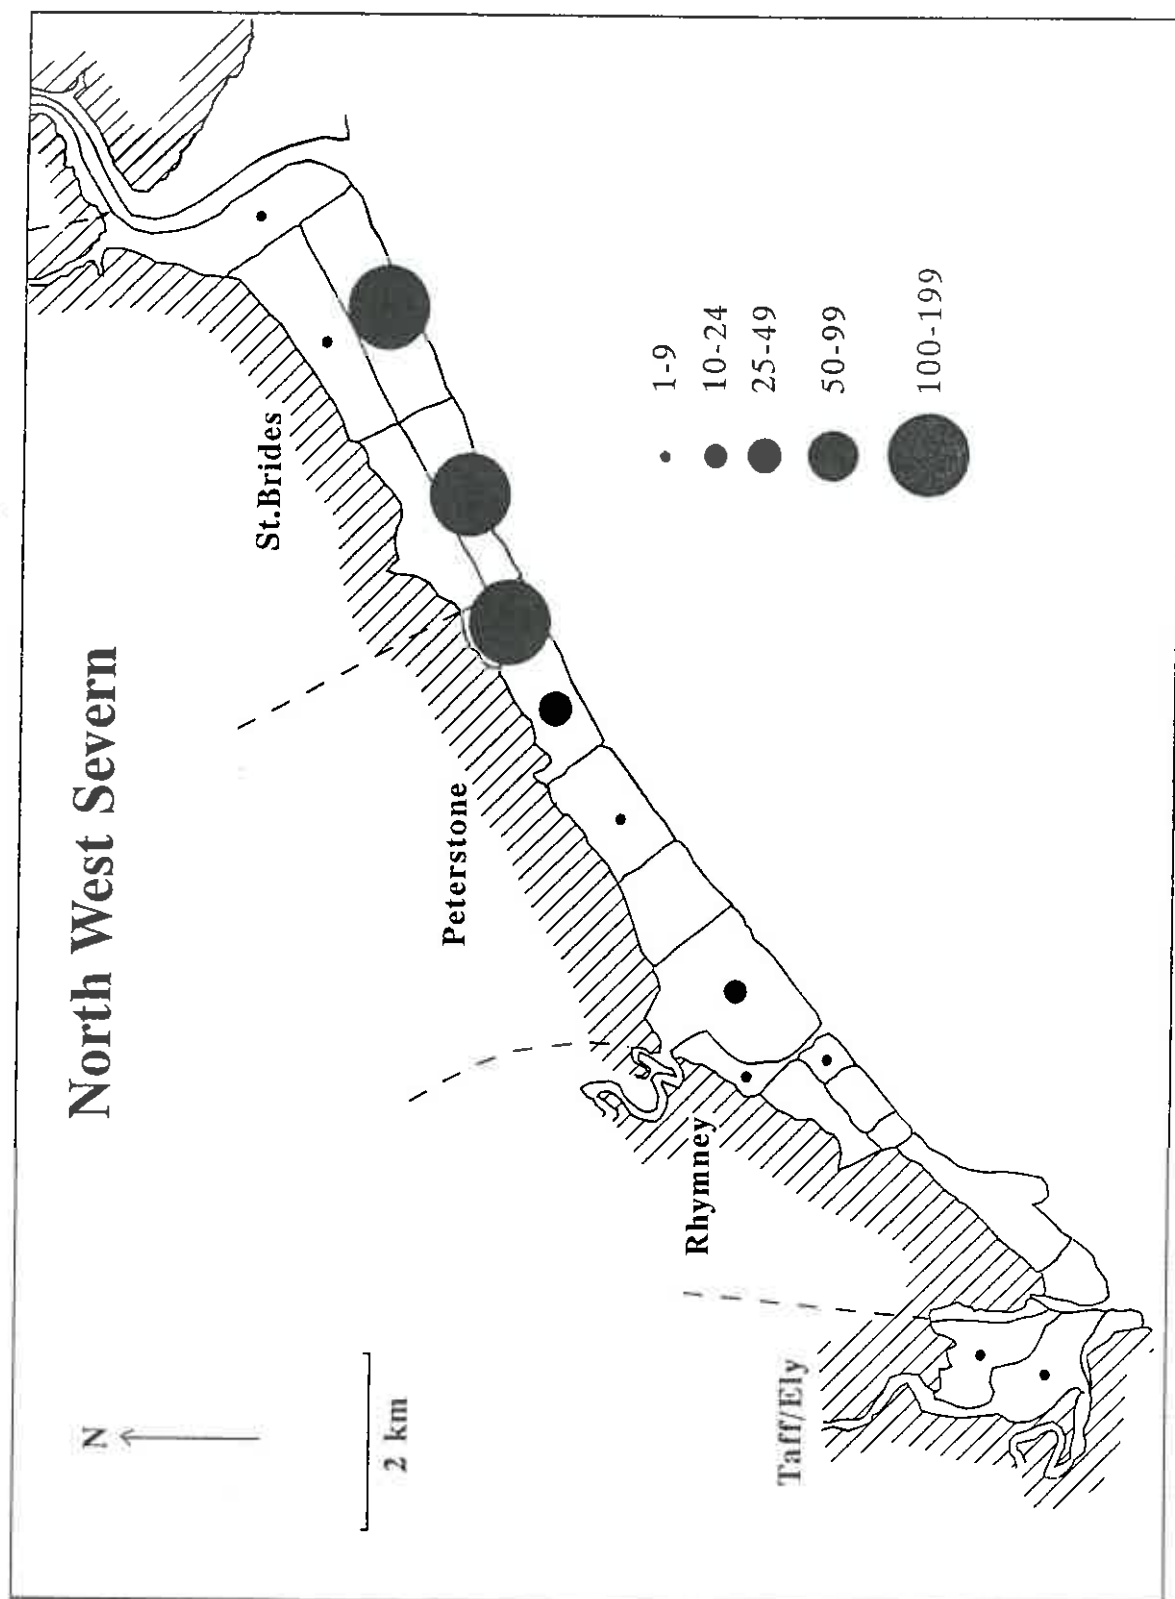 North West Severn
N
2 km
St.Brides
Peterstone
Rhymney
Taff/Ely
1-9
10-24
25-49
50-99
100-199